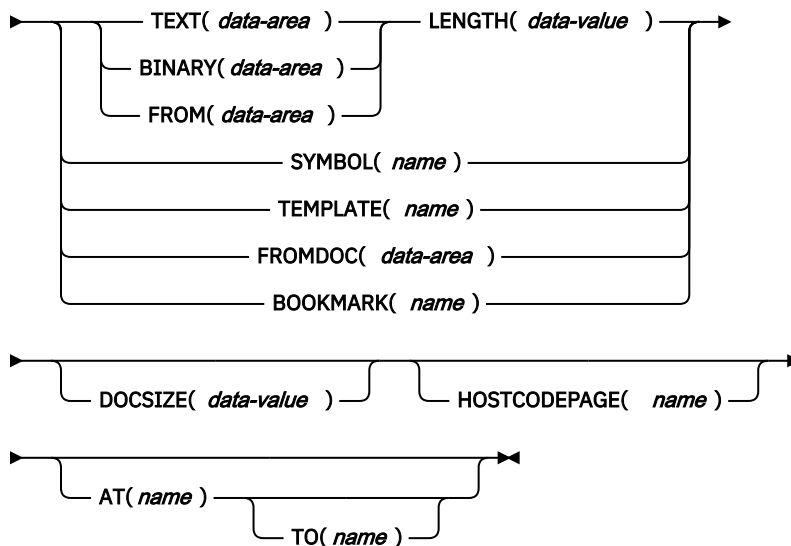 TEXT( data-area ) LENGTH( data-value )
BINARY( data-area )
FROM( data-area )
SYMBOL( name )
TEMPLATE( name )
FROMDOC( data-area )
BOOKMARK( name )
DOCSIZE( data-value ) HOSTCODEPAGE( name )
AT( name )
TO( name )